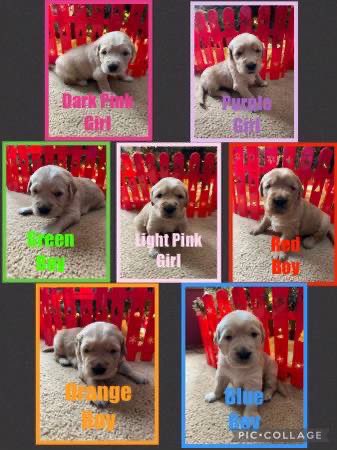 Dark Pink
Girl
Purple
Girl
Green
Boy
Light Pink
Girl
Red
Boy
Orange
Boy
Blue
Boy
PIC•COLLAGE